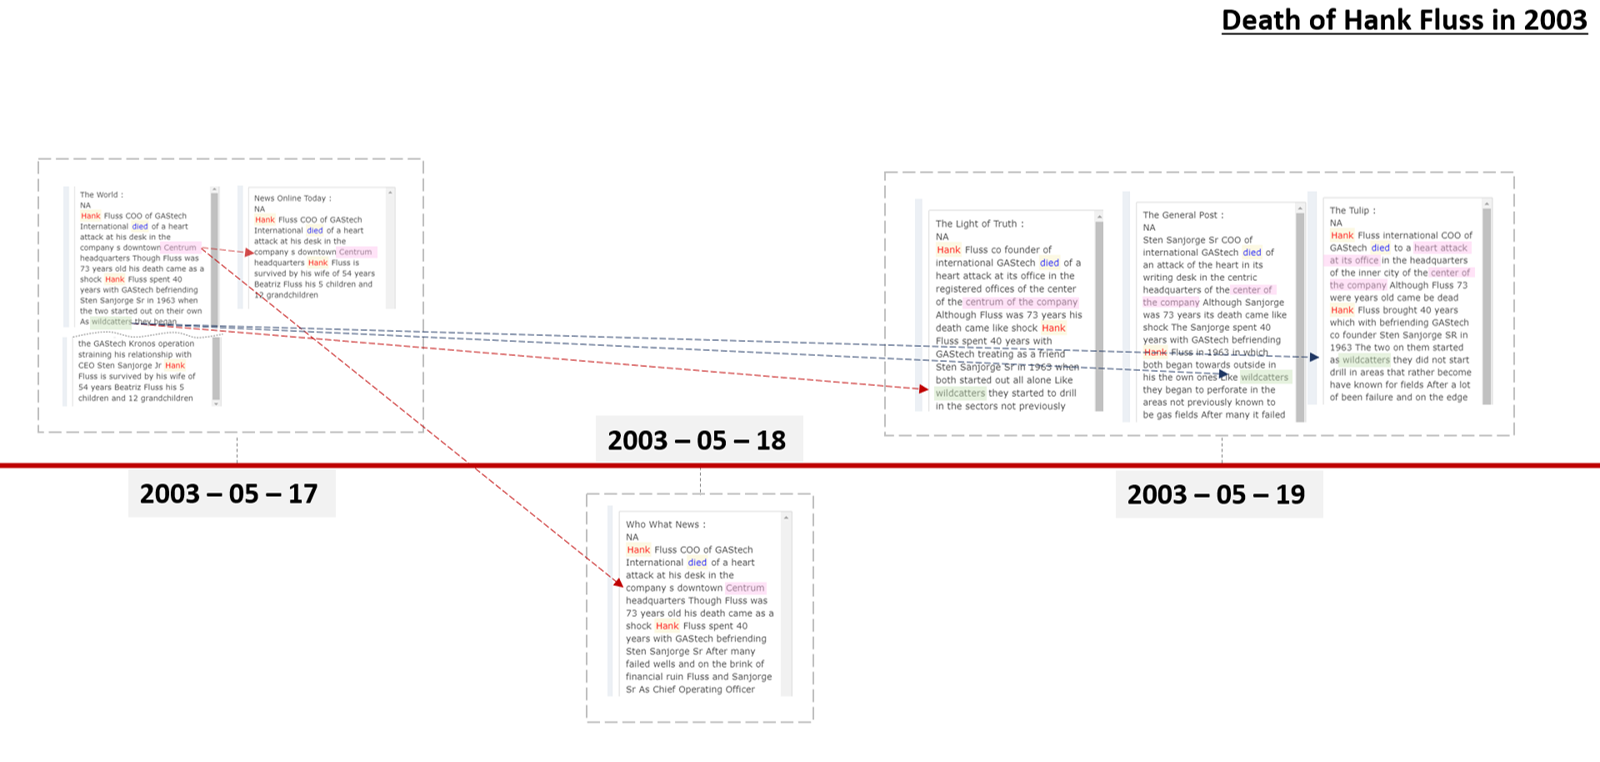 Death of Hank Fluss in 2003
The World :
NA
Hank Fluss COO of GAStech
International died of a heart
attack at his desk in the
company s downtown Centrum
headquarters Though Fluss was
73 years old his death came as a
shock Hank Fluss spent 40
years with GAStech befriending
Sten Sanjorge Sr in 1963 when
the two started out on their own
As wildcatters they began
the GAStech Kronos operation
straining his relationship with
CEO Sten Sanjorge Jr Hank
Fluss is survived by his wife of
54 years Beatriz Fluss his 5
children and 12 grandchildren
News Online Today :
NA
Hank Fluss COO of GAStech
International died of a heart
attack at his desk in the
company s downtown Centrum
headquarters Hank Fluss is
survived by his wife of 54 years
Beatriz Fluss his 5 children and
12 grandchildren
2003 – 05 – 17
2003 – 05 – 18
Who What News :
NA
Hank Fluss COO of GAStech
International died of a heart
attack at his desk in the
company s downtown Centrum
headquarters Though Fluss was
73 years old his death came as a
shock Hank Fluss spent 40
years with GAStech befriending
Sten Sanjorge Sr After many
failed wells and on the brink of
financial ruin Fluss and Sanjorge
Sr As Chief Operating Officer
The Light of Truth :
NA
Hank Fluss co founder of
international GAStech died of a
heart attack at its office in the
registered offices of the center
of the centrum of the company
Although Fluss was 73 years his
death came like shock Hank
Fluss spent 40 years with
GAStech treating as a friend
Sten Sanjorge Sr in 1963 when
both started out all alone Like
wildcatters they started to drill
in the sectors not previously
The General Post :
NA
Sten Sanjorge Sr COO of
International GAStech died of
an attack of the heart in its
writing desk in the centric
headquarters of the center of
the company Although Sanjorge
was 73 years its death came like
shock The Sanjorge spent 40
years with GAStech befriending
Hank Fluss in 1963 in which
both began towards outside in
his the own ones Like wildcatters
they began to perforate in the
areas not previously known to
be gas fields After many it failed
The Tulip :
NA
Hank Fluss international COO of
GAStech died to a heart attack
at its office in the headquarters
of the inner city of the center of
the company Although Fluss 73
were years old came be dead
Hank Fluss brought 40 years
which with befriending GAStech
co founder Sten Sanjorge SR in
1963 The two on them started
as wildcatters they did not start
drill in areas that rather become
have known for fields After a lot
of been failure and on the edge
2003 – 05 – 19